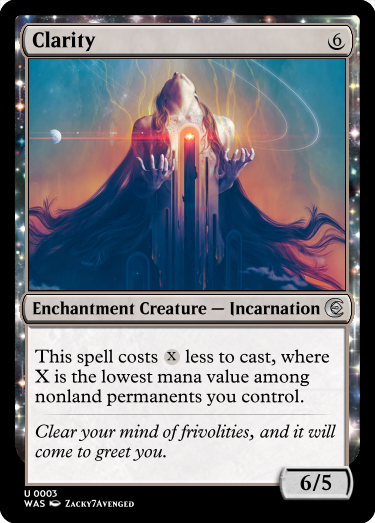 Clarity 6
Enchantment Creature — Incarnation
This spell costs X less to cast, where
X is the lowest mana value among
nonland permanents you control.
Clear your mind of frivolities, and it will
come to greet you.
6/5
U 0003
WAS Zacky7Avenged